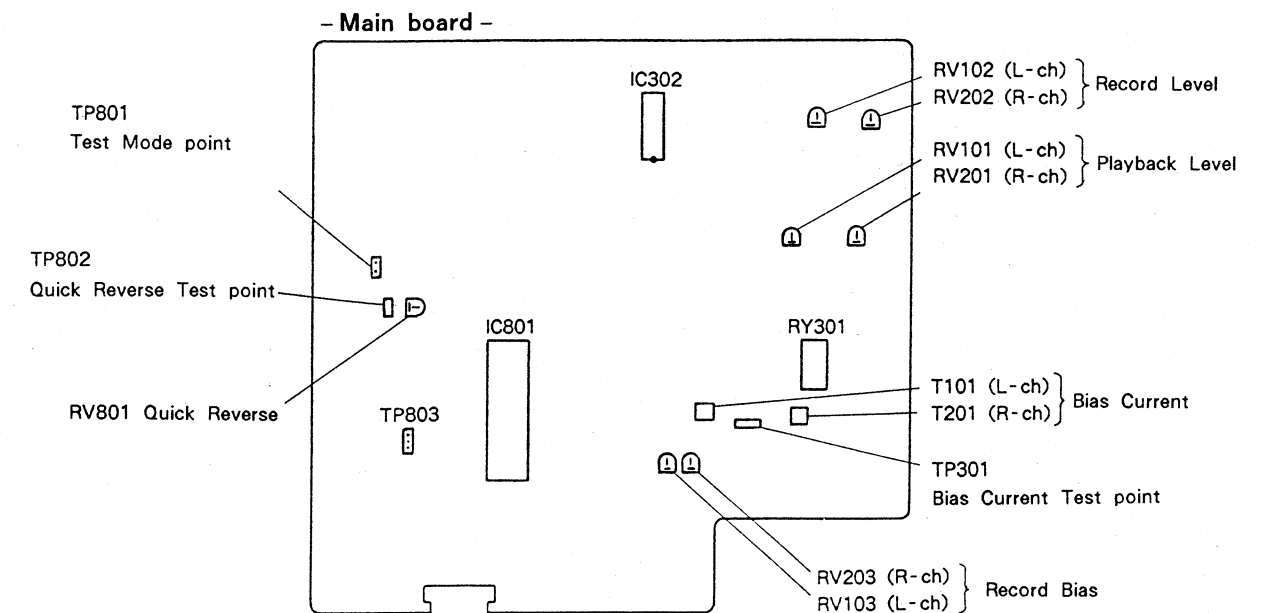 – Main board –
IC302
RV102 (L-ch)
RV202 (R-ch)
Record Level
TP801
Test Mode point
RV101 (L-ch)
RV201 (R-ch)
Playback Level
TP802
Quick Reverse Test point
IC801
RY301
RV801 Quick Reverse
TP803
T101 (L-ch)
T201 (R-ch)
Bias Current
TP301
Bias Current Test point
RV203 (R-ch)
RV103 (L-ch)
Record Bias